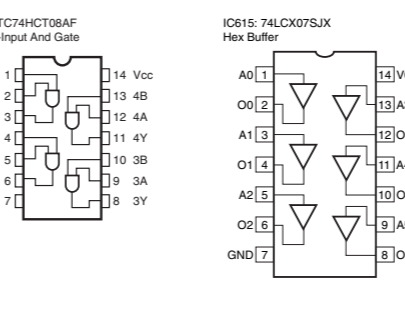 TC74HCT08AF
-Input And Gate
1
2
3
4
5
6
7
14 Vcc
13 4B
12 4A
11 4Y
10 3B
9 3A
8 3Y
IC615: 74LCX07SJX
Hex Buffer
A0 1
O0 2
A1 3
O1 4
A2 5
O2 6
GND 7
14
13
12
11
10
9
8